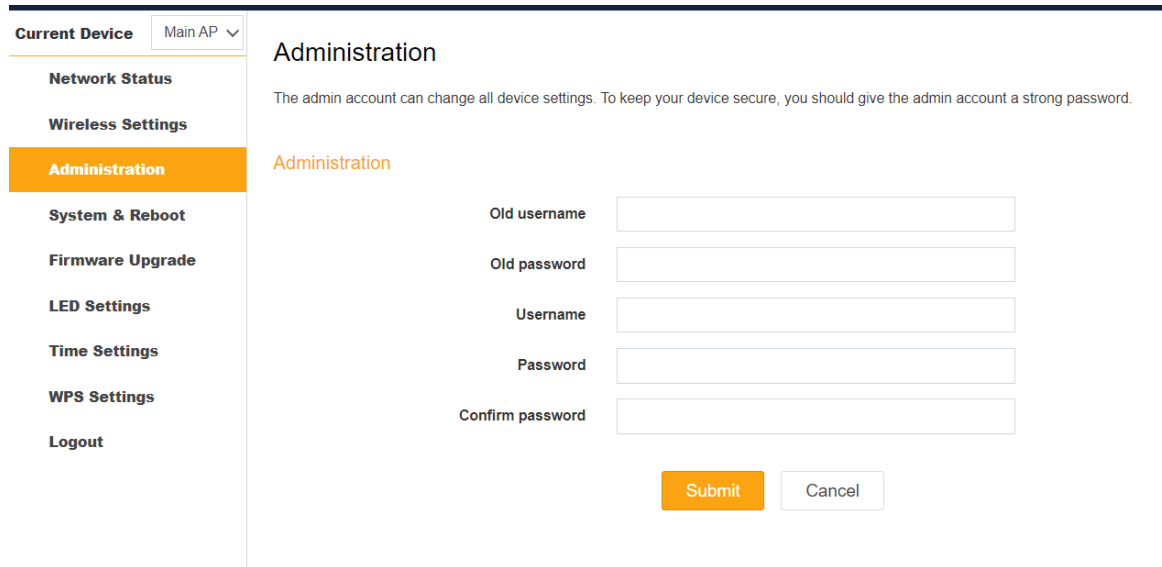 Current Device Main AP
Network Status
Wireless Settings
Administration
System & Reboot
Firmware Upgrade
LED Settings
Time Settings
WPS Settings
Logout
Administration
The admin account can change all device settings. To keep your device secure, you should give the admin account a strong password.
Administration
Old username
Old password
Username
Password
Confirm password
Submit Cancel